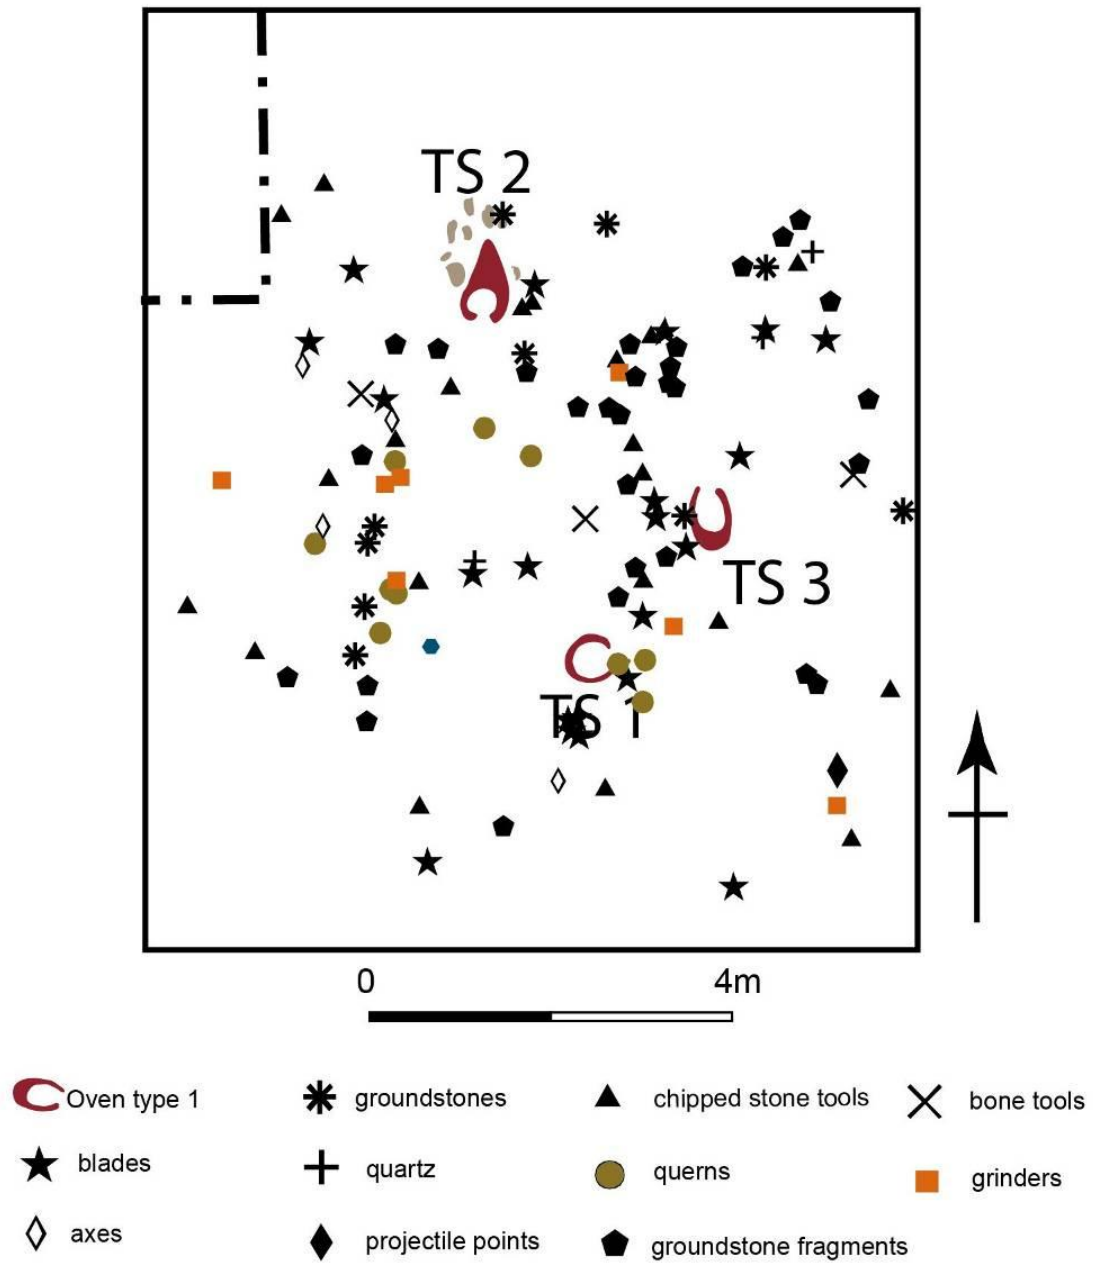 TS 2
TS 3
TS 1
0 4m
Oven type 1 groundstones chipped stone tools bone tools
blades quartz querns grinders
axes projectile points groundstone fragments